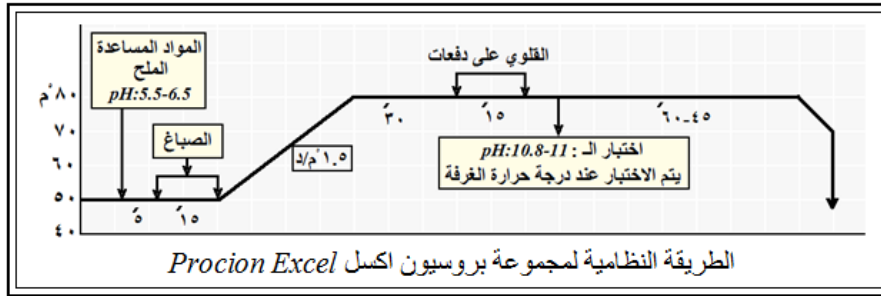 المواد المساعدة
الملح
pH:5.5-6.5
الصباغ
القلوي على دفعات
٨٠ْم
٧٠
٦٠
٥٠
٤٠
١.٥ْم/د
٣٠َ
١٥َ
٤٥-٦٠َ
اختبار الـ : pH:10.8-11
يتم الاختبار عند درجة حرارة الغرفة
٥َ
١٥َ
الطريقة النظامية لمجموعة بروسيون اكسل Procion Excel